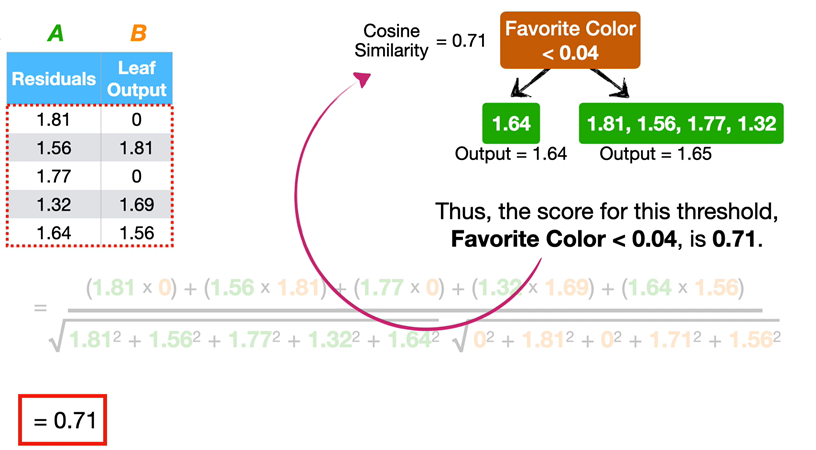 A B
Residuals Leaf Output
1.81 0
1.56 1.81
1.77 0
1.32 1.69
1.64 1.56
Cosine Similarity = 0.71
Favorite Color
< 0.04
1.64
1.81, 1.56, 1.77, 1.32
Output = 1.64 Output = 1.65
Thus, the score for this threshold,
Favorite Color < 0.04, is 0.71.
(1.81 x 0) + (1.56 x 1.81) + (1.77 x 0) + (1.32 x 1.69) + (1.64 x 1.56)
=
√1.81² + 1.56² + 1.77² + 1.32² + 1.64² √0² + 1.81² + 0² + 1.71² + 1.56²
= 0.71